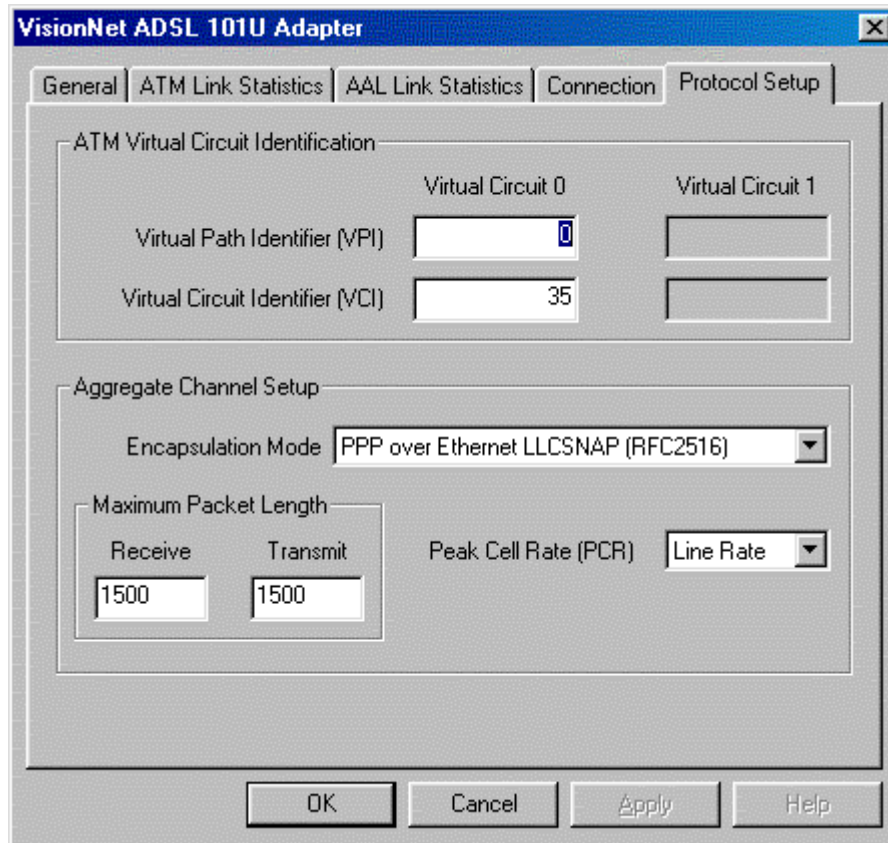 VisionNet ADSL 101U Adapter
General ATM Link Statistics AAL Link Statistics Connection Protocol Setup
ATM Virtual Circuit Identification
Virtual Circuit 0 Virtual Circuit 1
Virtual Path Identifier (VPI) 0
Virtual Circuit Identifier (VCI) 35
Aggregate Channel Setup
Encapsulation Mode PPP over Ethernet LLCSNAP (RFC2516)
Maximum Packet Length
Receive Transmit Peak Cell Rate (PCR) Line Rate
1500 1500
OK Cancel Apply Help